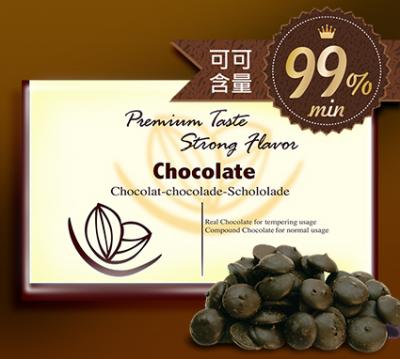 可可
含量
99%
min
Premium Taste
Strong Flavor
Chocolate
Chocolat-chocolade-Schololade
Real Chocolate for tempering usage
Compound Chocolate for normal usage